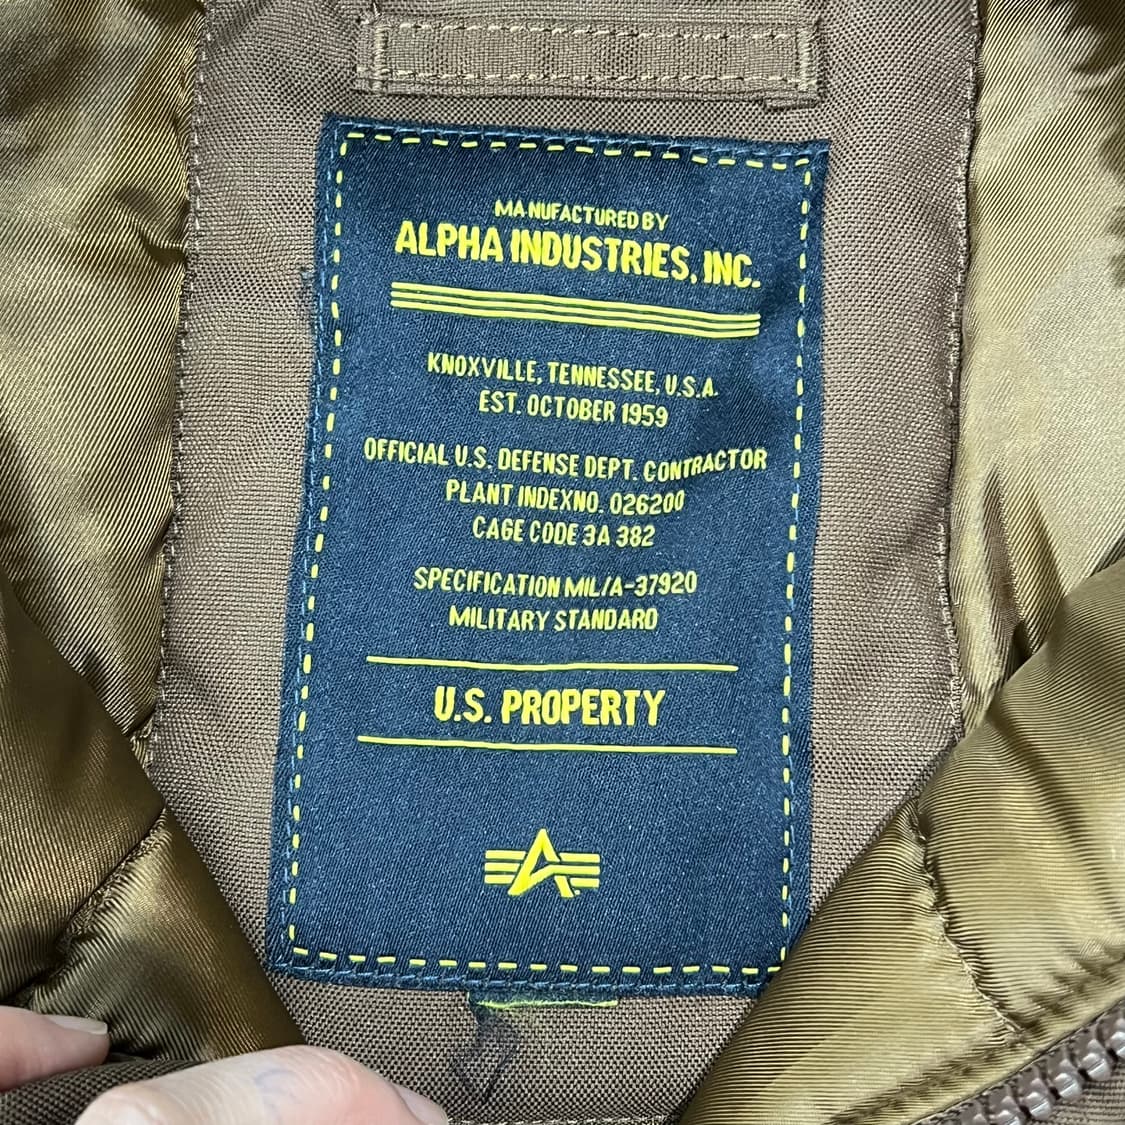 MANUFACTURED BY
ALPHA INDUSTRIES, INC.
KNOXVILLE, TENNESSEE, U.S.A.
EST. OCTOBER 1959
OFFICIAL U.S. DEFENSE DEPT. CONTRACTOR
PLANT INDEXNO. 026200
CAGE CODE 3A 382
SPECIFICATION MIL/A-37920
MILITARY STANDARD
U.S. PROPERTY
A